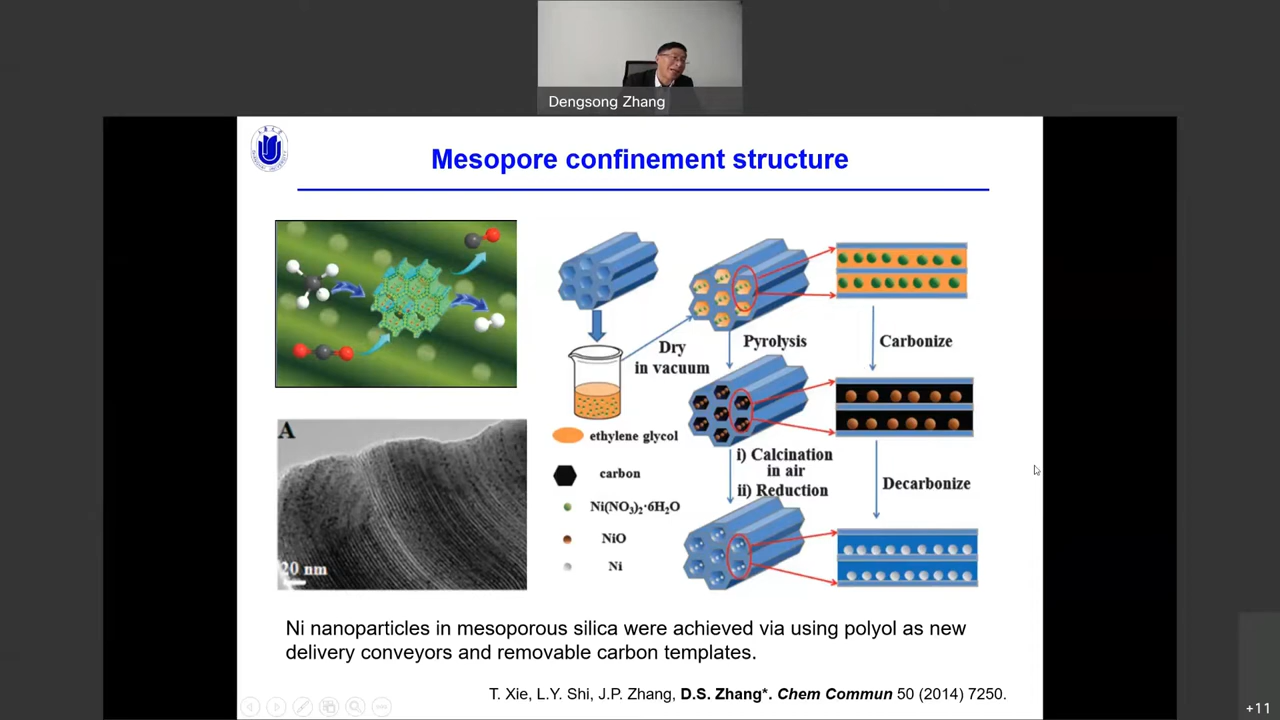 Dengsong Zhang
Mesopore confinement structure
Dry
in vacuum
Pyrolysis
Carbonize
A
20 nm
ethylene glycol
carbon
Ni(NO₃)₂·6H₂O
NiO
Ni
i) Calcination
in air
ii) Reduction
Decarbonize
Ni nanoparticles in mesoporous silica were achieved via using polyol as new
delivery conveyors and removable carbon templates.
T. Xie, L.Y. Shi, J.P. Zhang, D.S. Zhang*. Chem Commun 50 (2014) 7250.
+11